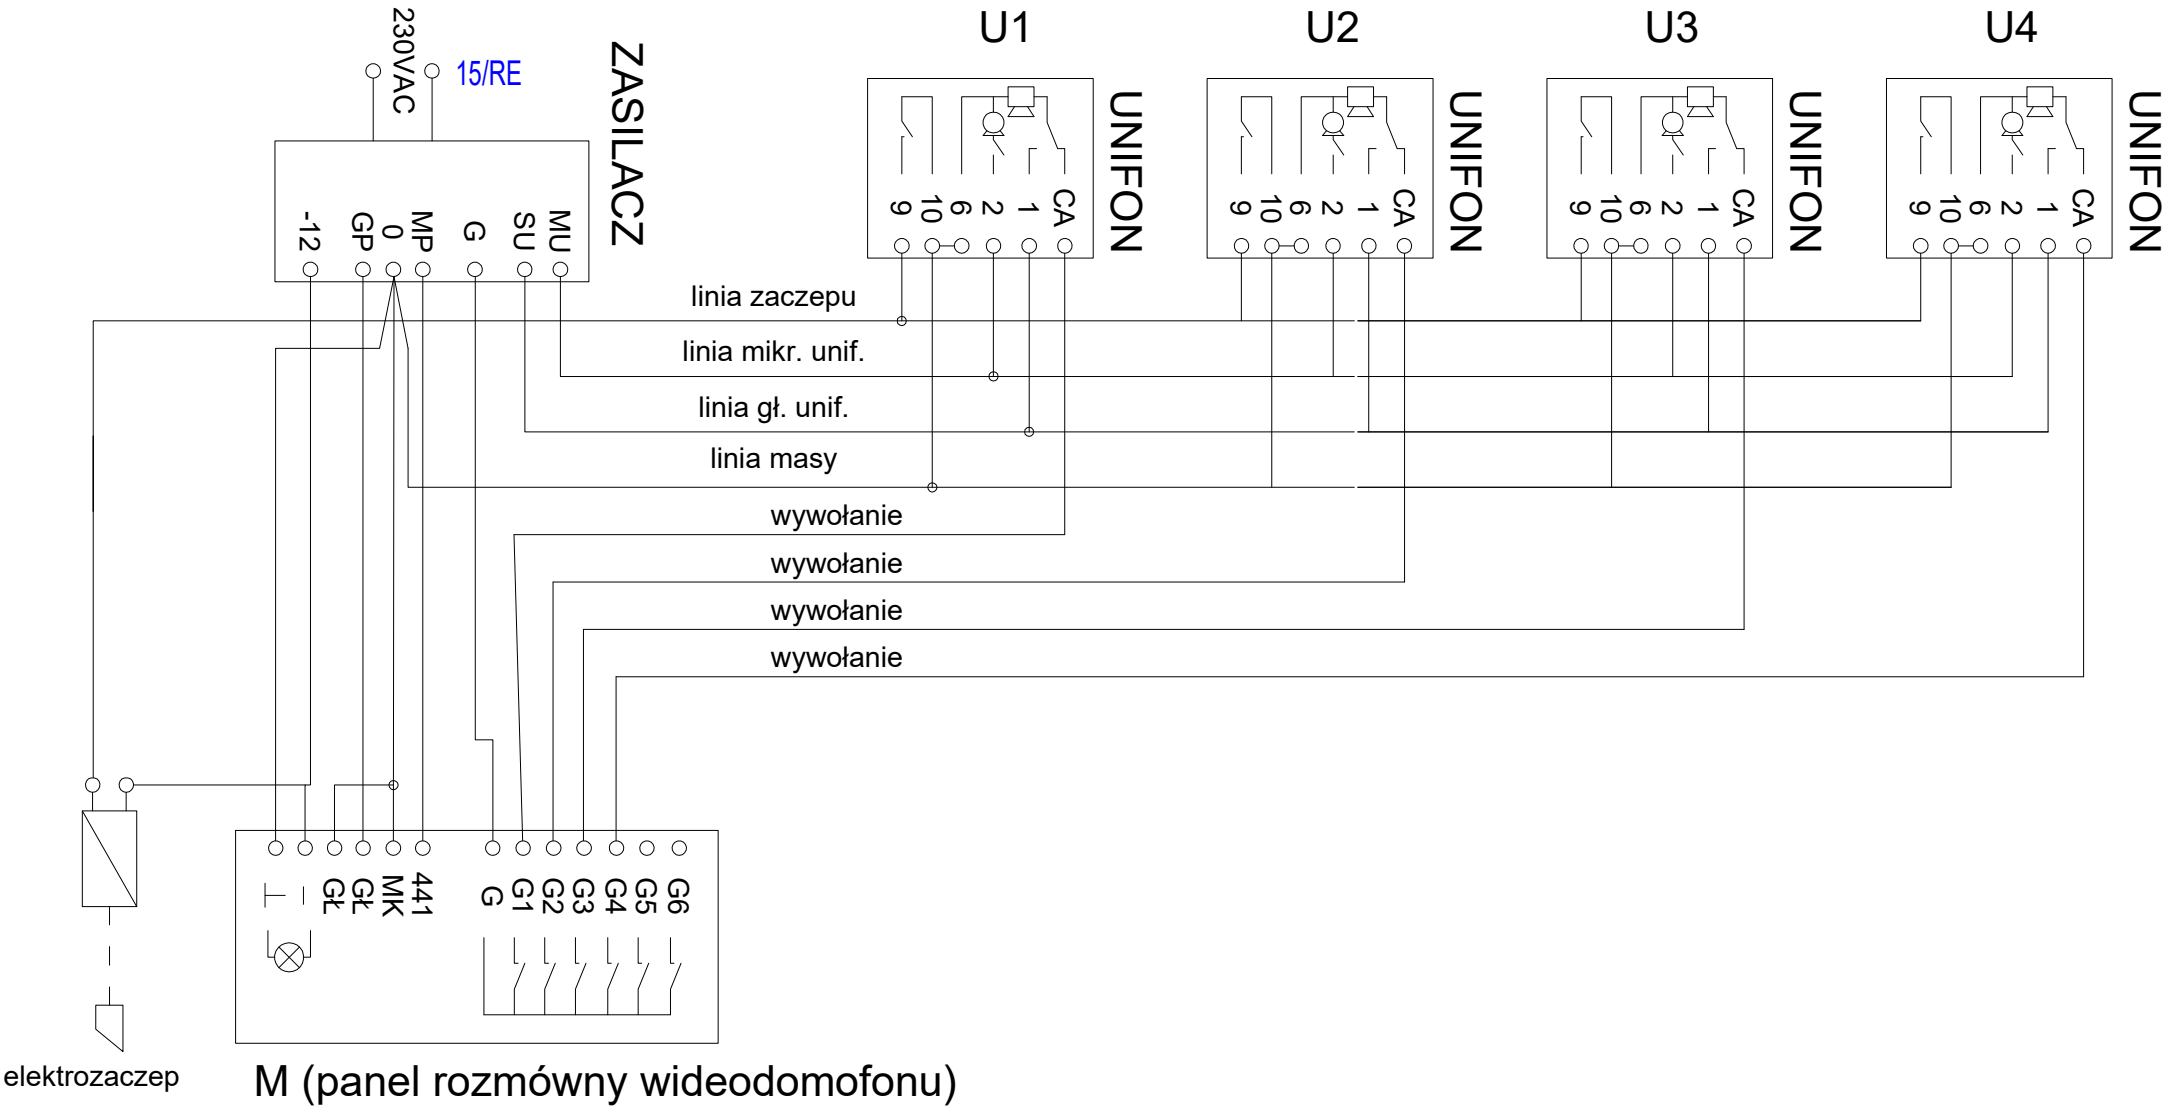 U1
U2
U3
U4
230VAC
15/RE
ZASILACZ
-12
GP
0
MP
G
SU
MU
9
10
6
2
1
CA
UNIFON
9
10
6
2
1
CA
UNIFON
9
10
6
2
1
CA
UNIFON
9
10
6
2
1
CA
UNIFON
linia zaczepu
linia mikr. unif.
linia gł. unif.
linia masy
wywołanie
wywołanie
wywołanie
wywołanie
GŁ
GŁ
MK
441
G
G1
G2
G3
G4
G5
G6
elektrozaczep
M (panel rozmówny wideodomofonu)